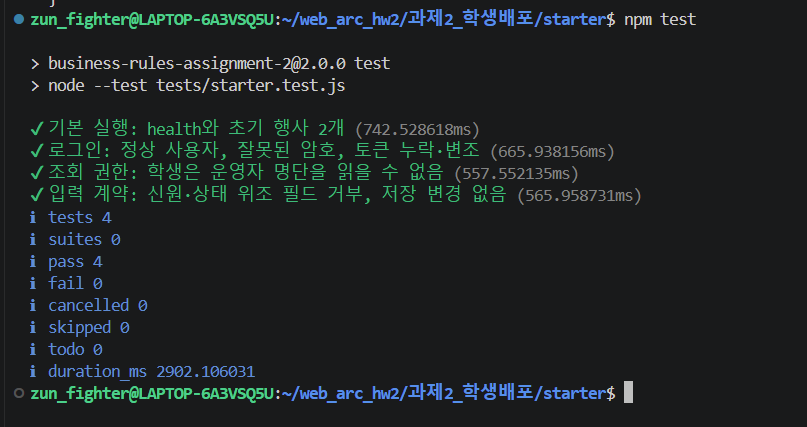 zun_fighter@LAPTOP-6A3VSQ5U:~/web_arc_hw2/과제2_학생배포/starter$ npm test
> business-rules-assignment-2@2.0.0 test
> node --test tests/starter.test.js
✔ 기본 실행: health와 초기 행사 2개 (742.528618ms)
✔ 로그인: 정상 사용자, 잘못된 암호, 토큰 누락·변조 (665.938156ms)
✔ 조회 권한: 학생은 운영자 명단을 읽을 수 없음 (557.552135ms)
✔ 입력 계약: 신원·상태 위조 필드 거부, 저장 변경 없음 (565.958731ms)
ℹ tests 4
ℹ suites 0
ℹ pass 4
ℹ fail 0
ℹ cancelled 0
ℹ skipped 0
ℹ todo 0
ℹ duration_ms 2902.106031
zun_fighter@LAPTOP-6A3VSQ5U:~/web_arc_hw2/과제2_학생배포/starter$